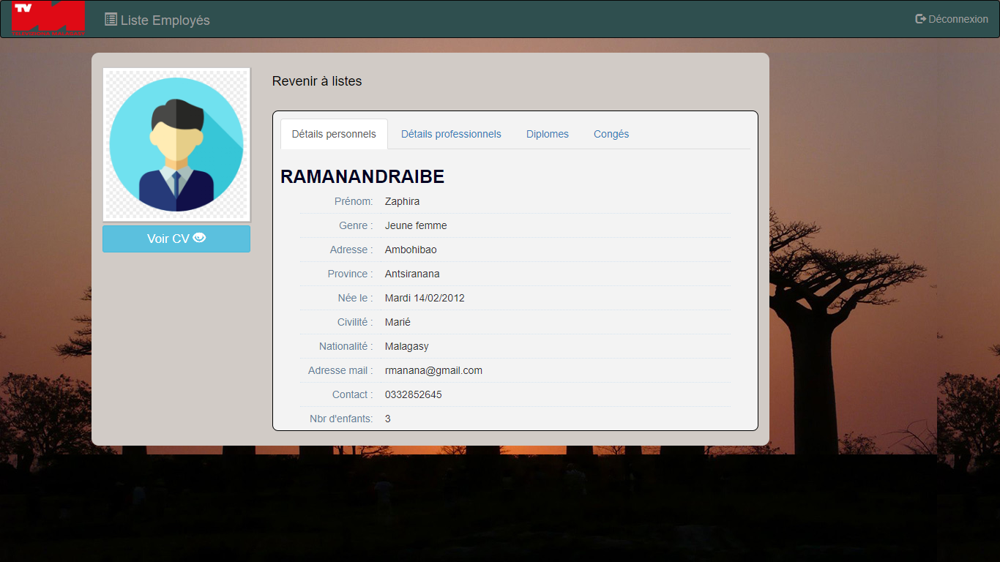 TV
Liste Employés
Déconnexion
Revenir à listes
Détails personnels Détails professionnels Diplomes Congés
RAMANANDRAIBE
Prénom: Zaphira
Genre : Jeune femme
Adresse : Ambohibao
Province : Antsiranana
Née le : Mardi 14/02/2012
Civilité : Marié
Nationalité : Malagasy
Adresse mail : rmanana@gmail.com
Contact : 0332852645
Nbr d'enfants: 3
Voir CV